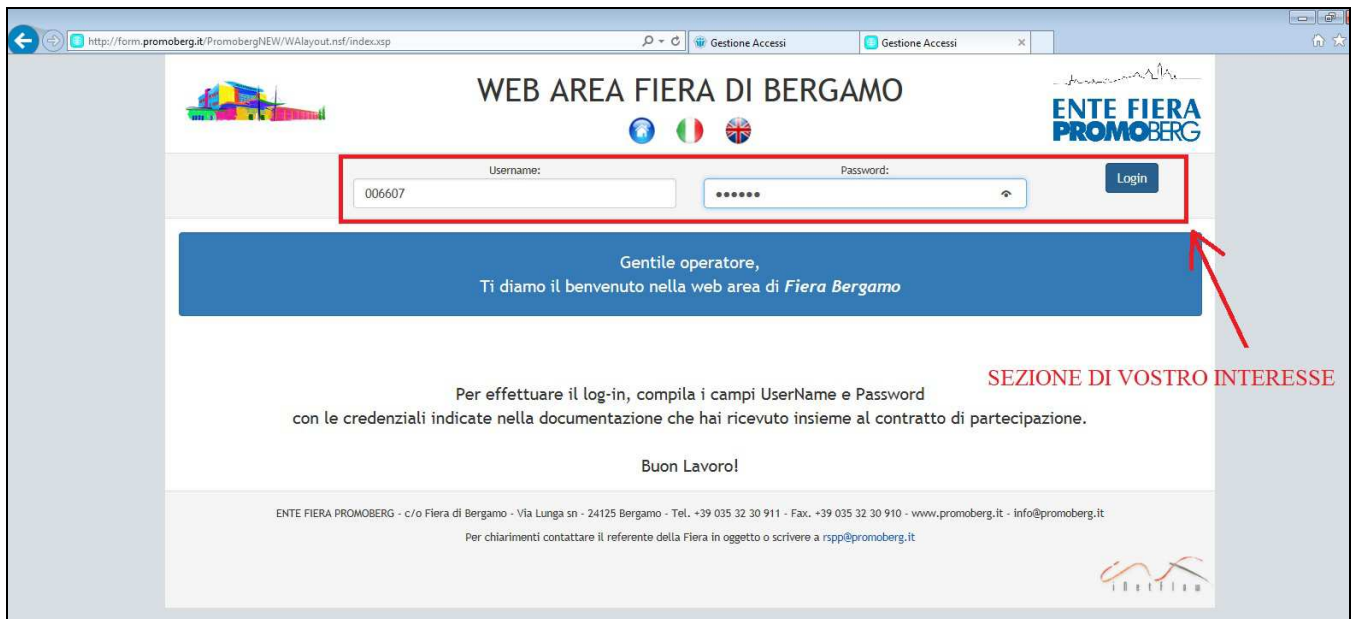 http://form.promoberg.it/PromobergNEW/WAlayout.nsf/index.xsp
Gestione Accessi
Gestione Accessi
WEB AREA FIERA DI BERGAMO
ENTE FIERA
PROMOBERG
Username:
Password:
Login
006607
••••••
Gentile operatore,
Ti diamo il benvenuto nella web area di Fiera Bergamo
SEZIONE DI VOSTRO INTERESSE
Per effettuare il log-in, compila i campi UserName e Password
con le credenziali indicate nella documentazione che hai ricevuto insieme al contratto di partecipazione.
Buon Lavoro!
ENTE FIERA PROMOBERG - c/o Fiera di Bergamo - Via Lunga sn - 24125 Bergamo - Tel. +39 035 32 30 911 - Fax. +39 035 32 30 910 - www.promoberg.it - info@promoberg.it
Per chiarimenti contattare il referente della Fiera in oggetto o scrivere a rspp@promoberg.it